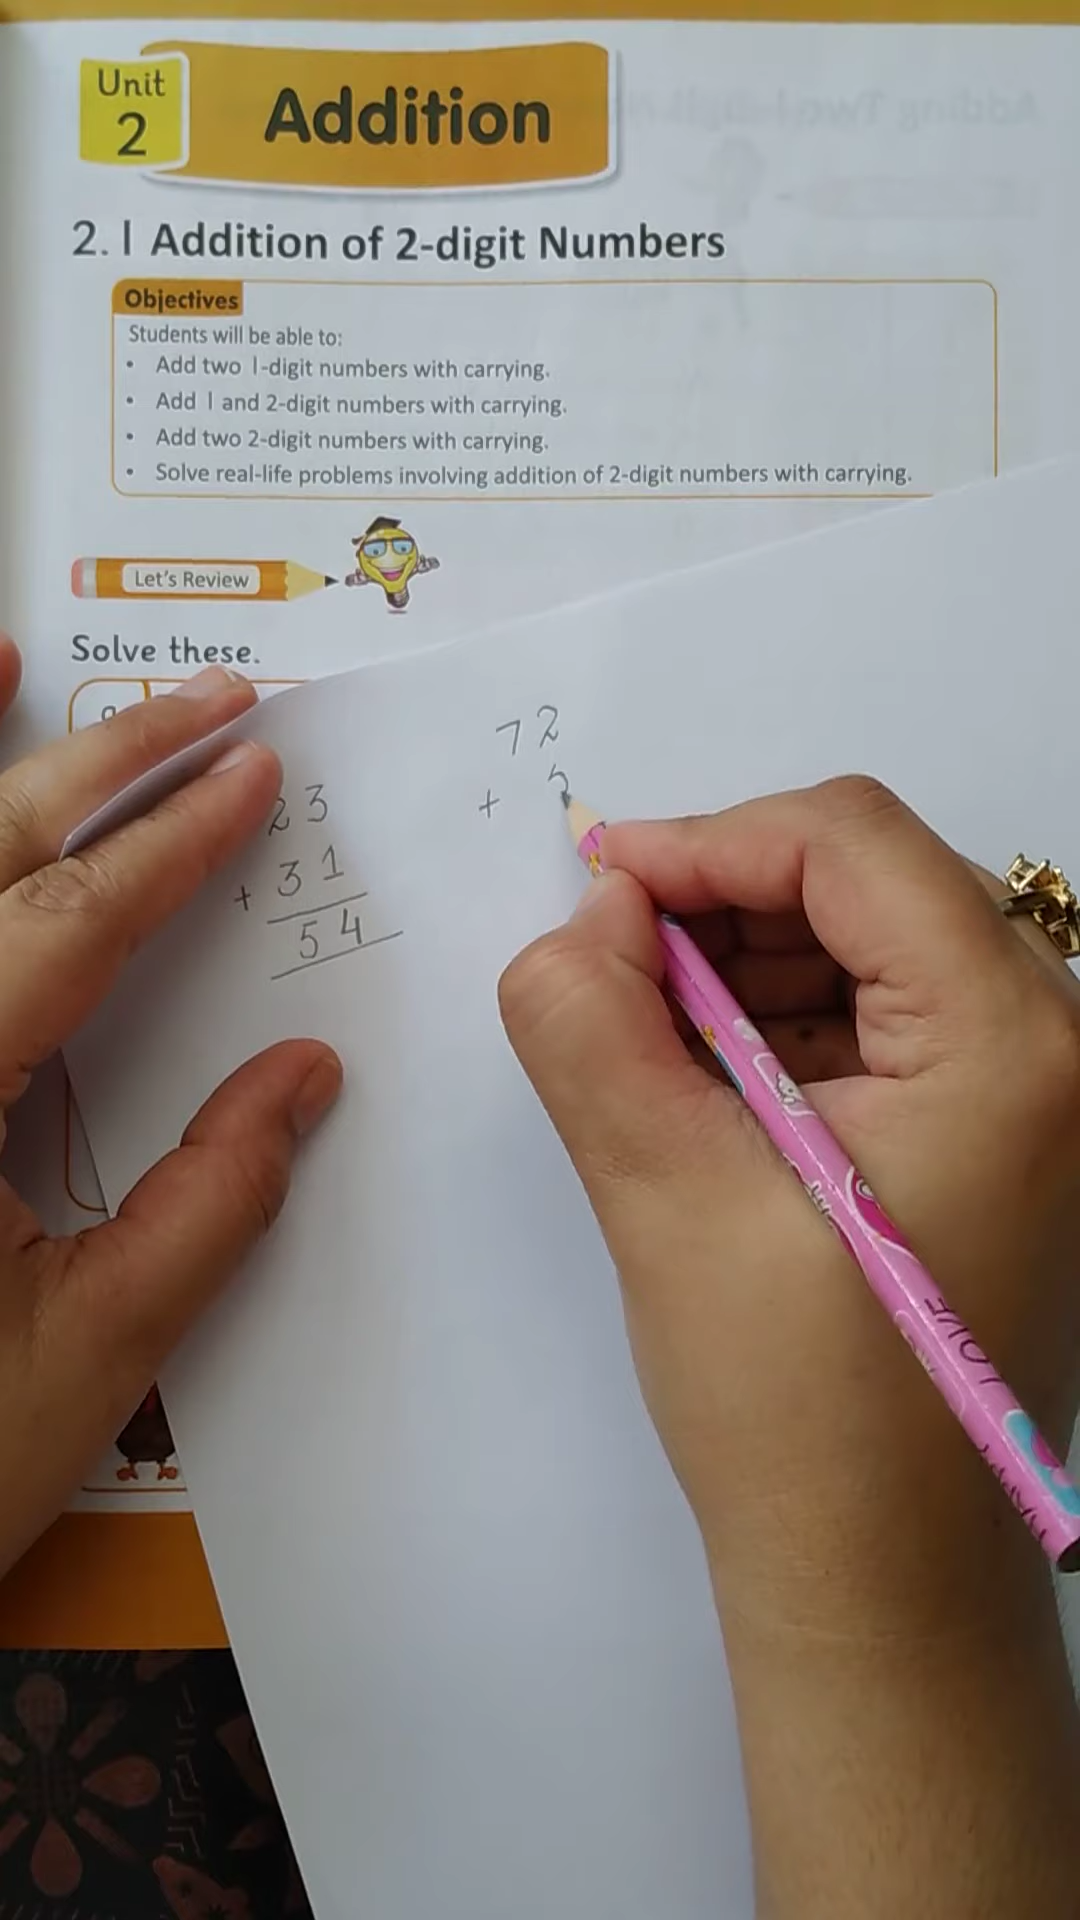 Unit
2
Addition
2.1 Addition of 2-digit Numbers
Objectives
Students will be able to:
• Add two 1-digit numbers with carrying.
• Add 1 and 2-digit numbers with carrying.
• Add two 2-digit numbers with carrying.
• Solve real-life problems involving addition of 2-digit numbers with carrying.
Let's Review
Solve these.
23
+ 31
54
72
+ 5
LOVE